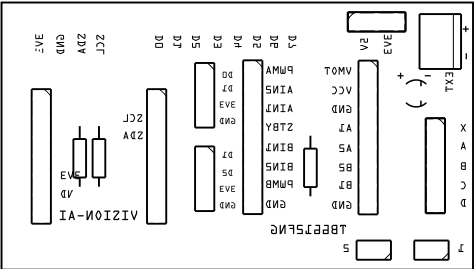 3V3 GND SDA SCL
D0 D1 D2 D3 D4 D5 D6 D7
5V 3V3
+
-
EXT
+ -
D0
D1
3V3
GND
D1
D2
3V3
GND
PWMA
AIN2
AIN1
STBY
BIN1
BIN2
PWMB
GND
VMOT
VCC
GND
A1
A2
B2
B1
GND
X
A
B
C
D
SCL
SDA
3V3
VISION-AI
TB6612FNG
2
1